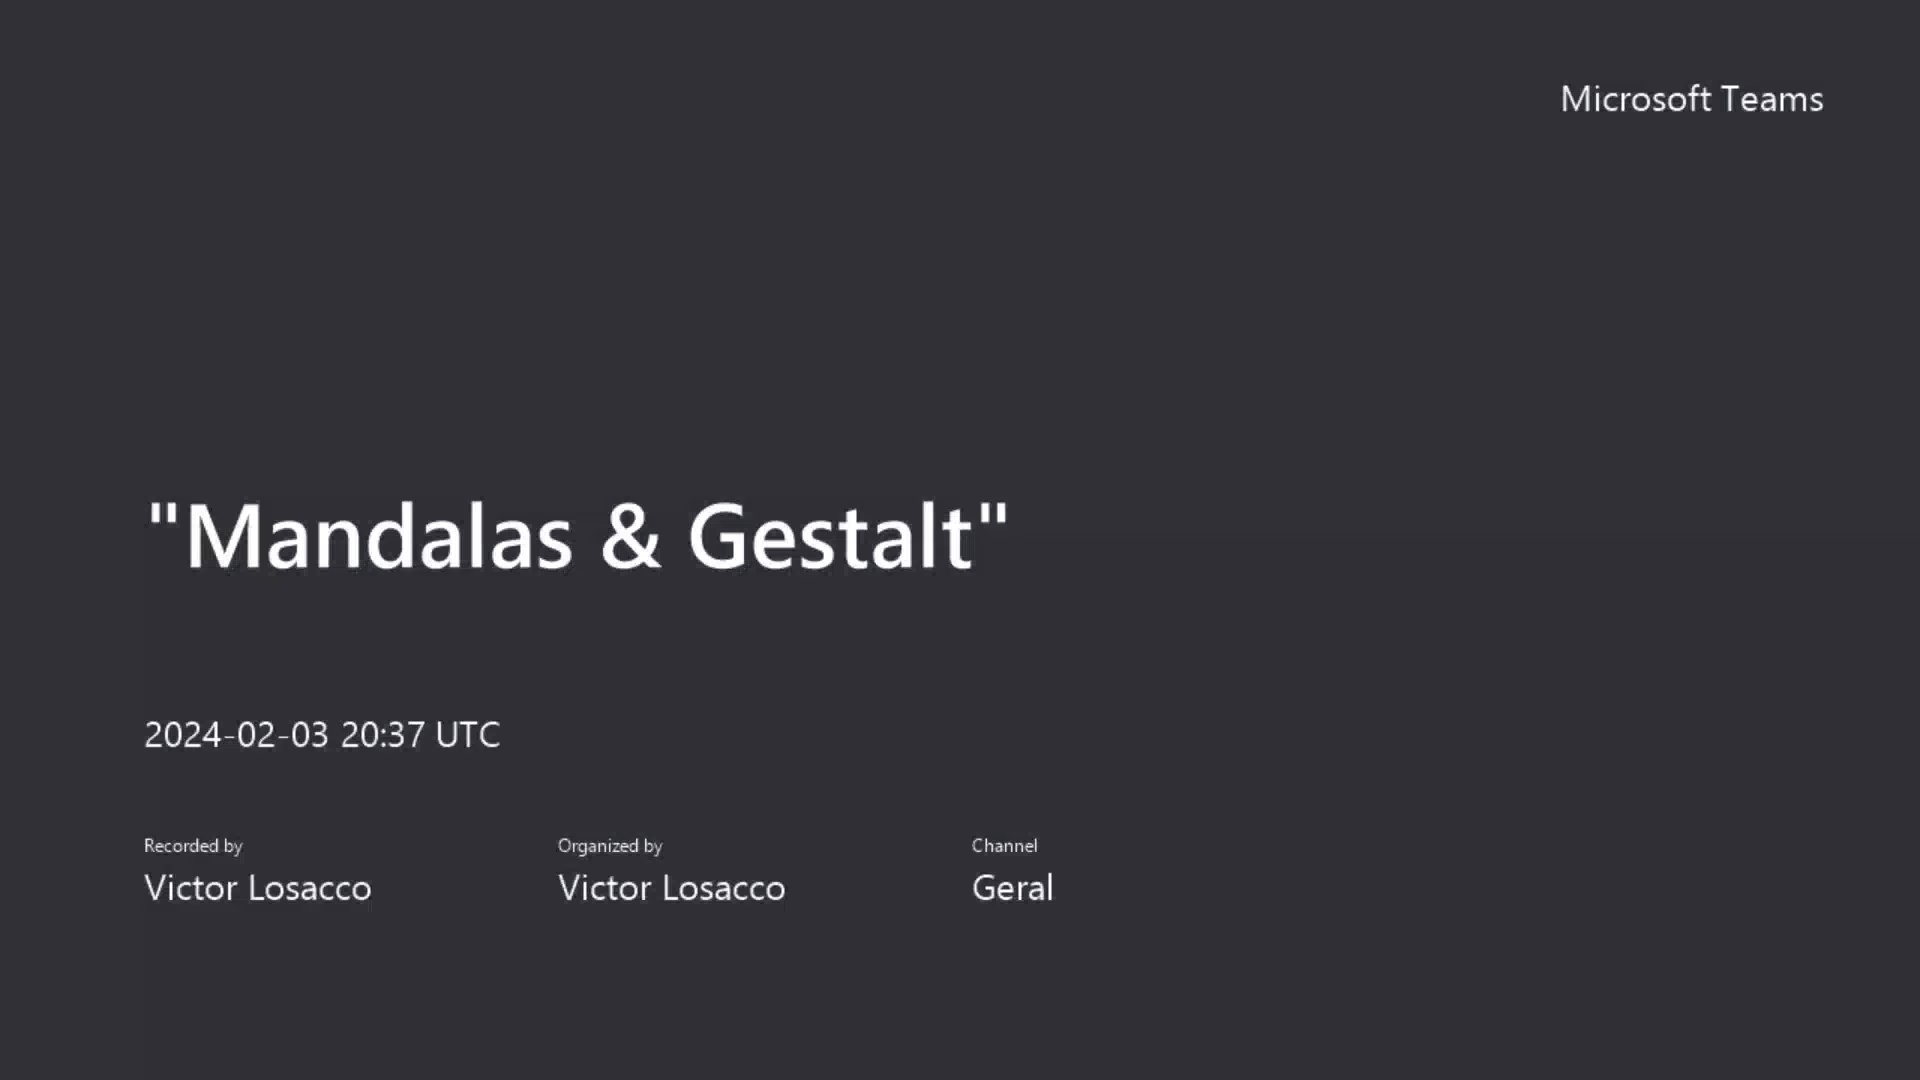 Microsoft Teams
"Mandalas & Gestalt"
2024-02-03 20:37 UTC
Recorded by
Victor Losacco
Organized by
Victor Losacco
Channel
Geral